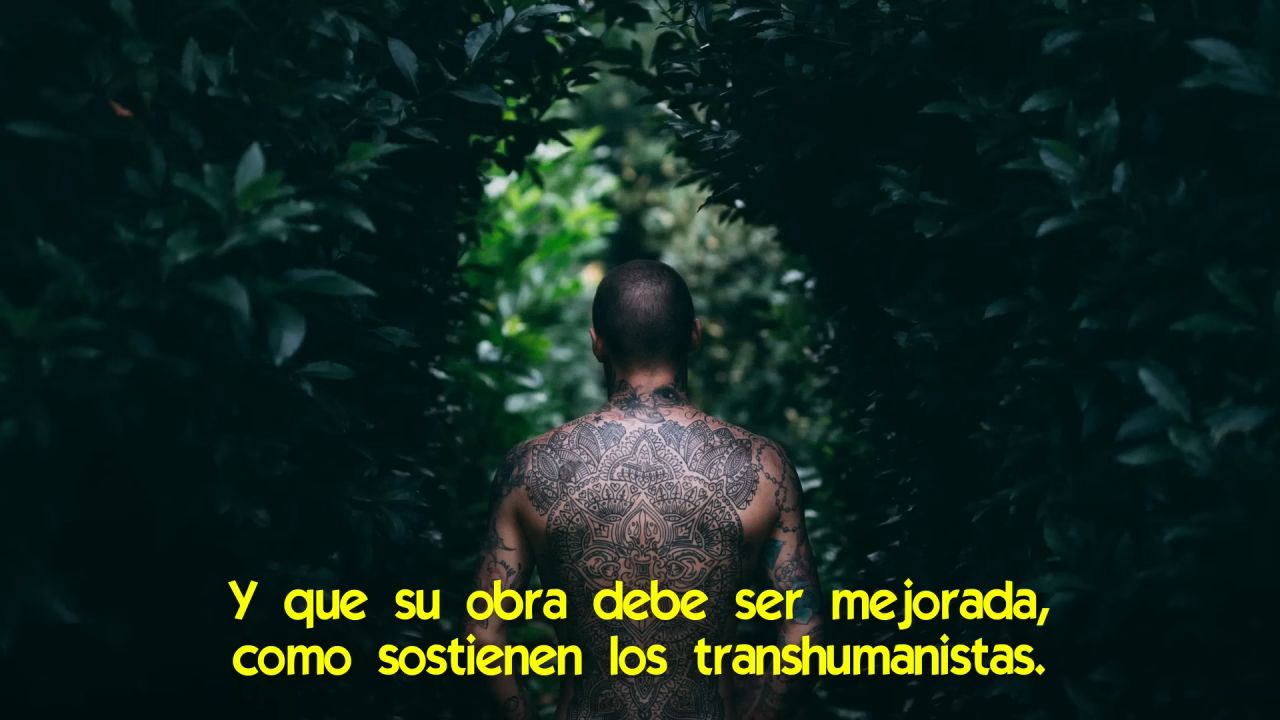 Y que su obra debe ser mejorada,
como sostienen los transhumanistas.